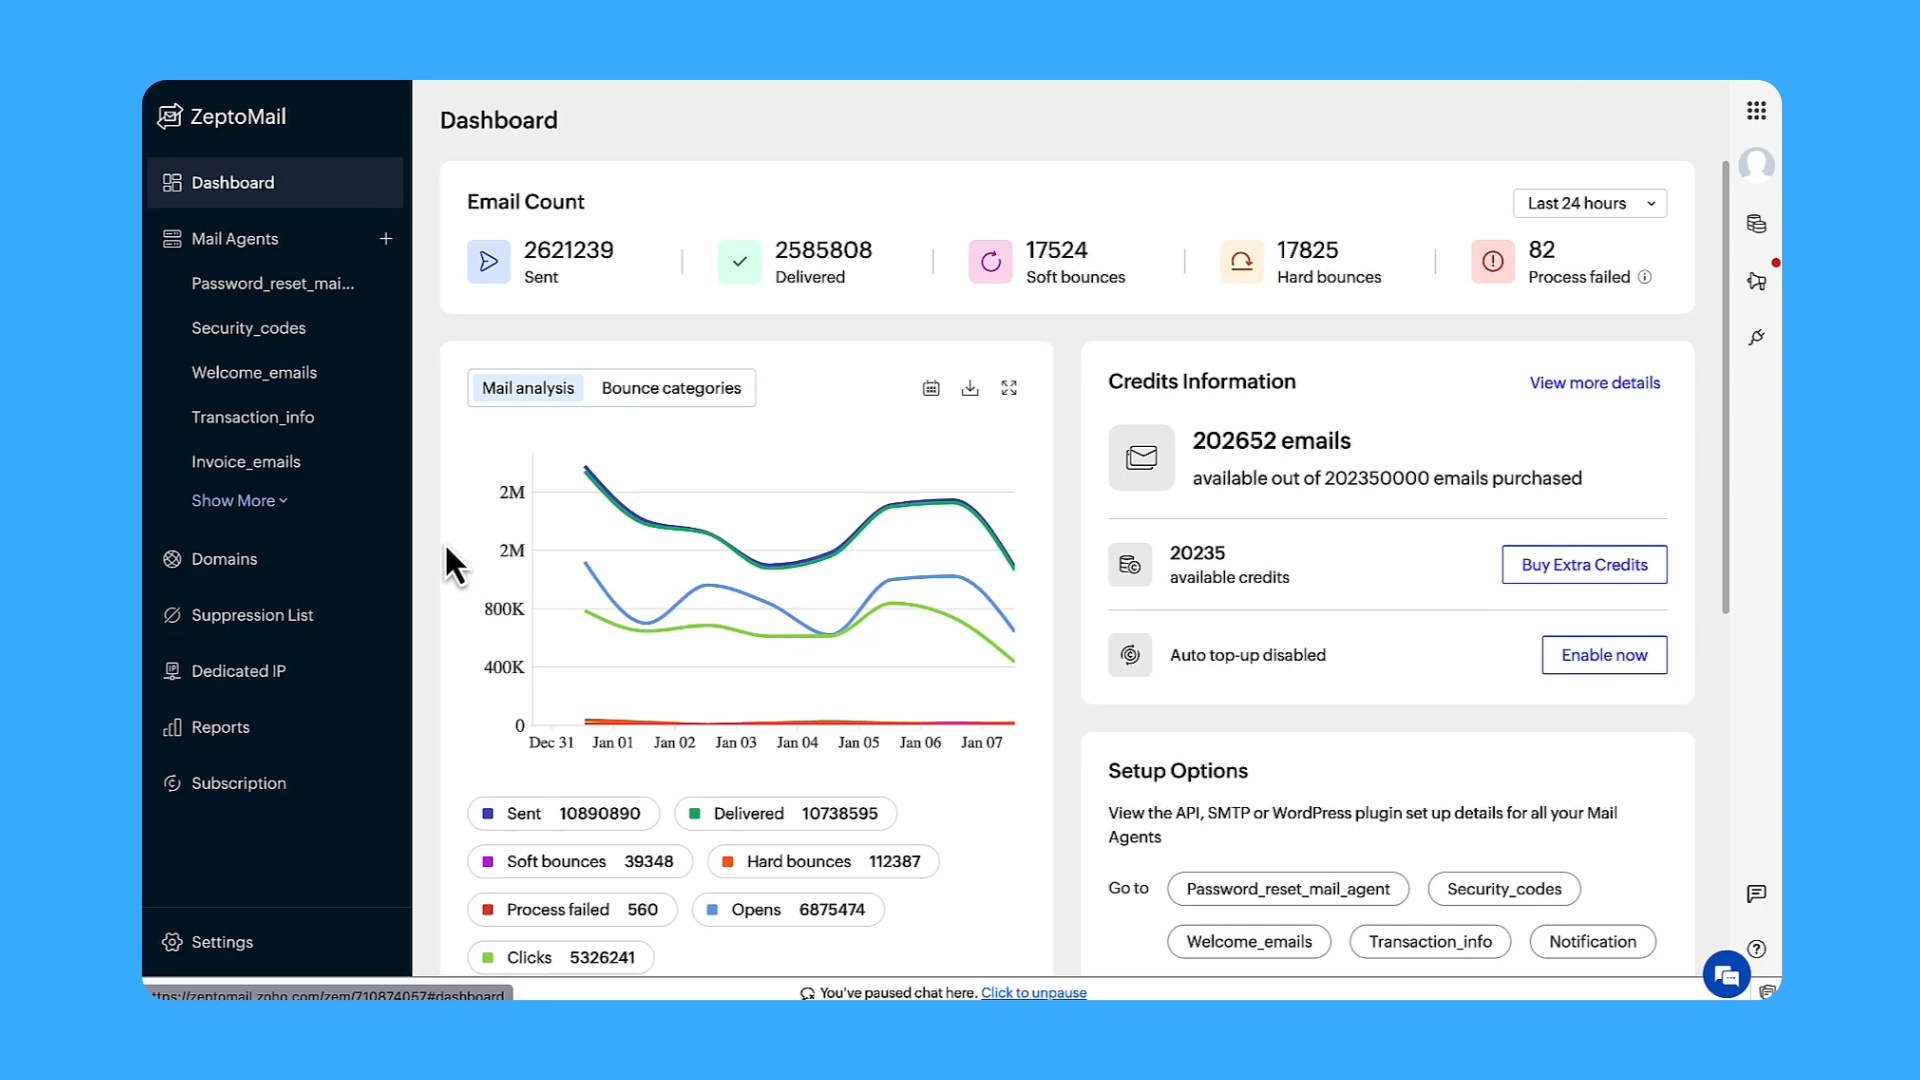 ZeptoMail
Dashboard
Mail Agents
Password_reset_mai...
Security_codes
Welcome_emails
Transaction_info
Invoice_emails
Show More
Domains
Suppression List
Dedicated IP
Reports
Subscription
Settings
Dashboard
Email Count
Last 24 hours
2621239
Sent
2585808
Delivered
17524
Soft bounces
17825
Hard bounces
82
Process failed
Mail analysis Bounce categories
2M
2M
800K
400K
0
Dec 31 Jan 01 Jan 02 Jan 03 Jan 04 Jan 05 Jan 06 Jan 07
Sent 10890890 Delivered 10738595
Soft bounces 39348 Hard bounces 112387
Process failed 560 Opens 6875474
Clicks 5326241
Credits Information
View more details
202652 emails
available out of 202350000 emails purchased
20235
available credits
Buy Extra Credits
Auto top-up disabled
Enable now
Setup Options
View the API, SMTP or WordPress plugin set up details for all your Mail
Agents
Go to Password_reset_mail_agent Security_codes
Welcome_emails Transaction_info Notification
ttps://zeptomail.zoho.com/zem/710874057#dashboard
You've paused chat here. Click to unpause